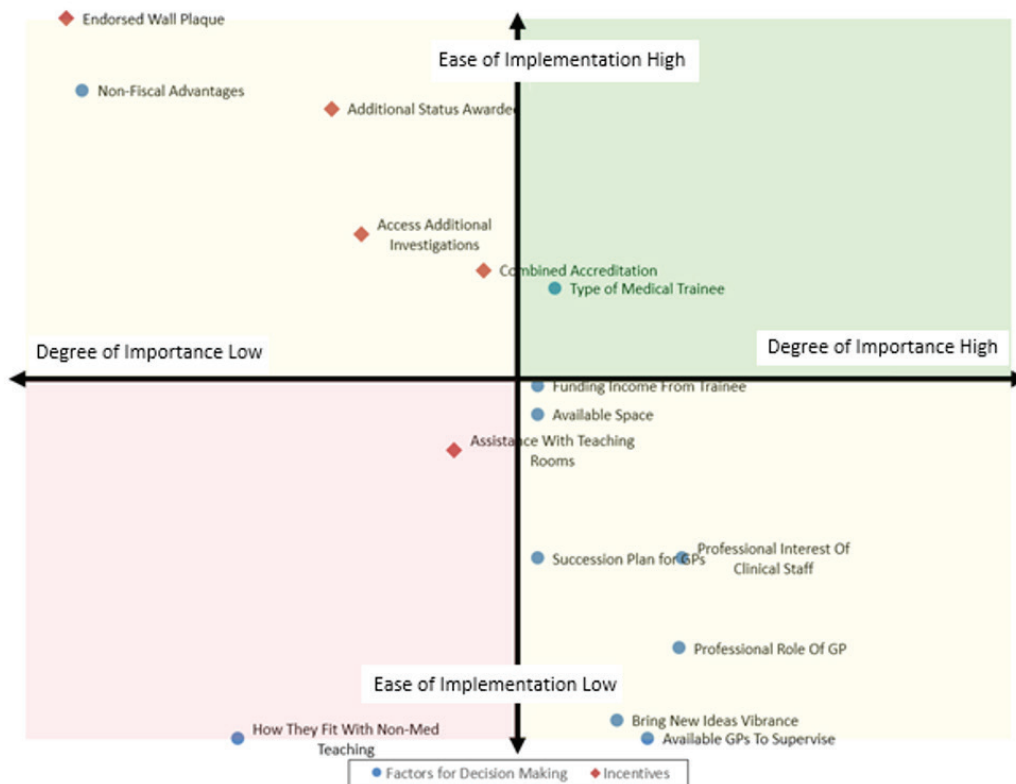 Endorsed Wall Plaque
Ease of Implementation High
Non-Fiscal Advantages
Additional Status Awarde
Access Additional
Investigations
Combined Accreditation
Type of Medical Trainee
Degree of Importance Low
Degree of Importance High
Funding Income From Trainee
Available Space
Assistance With Teaching
Rooms
Succession Plan for GPs
Professional Interest Of
Clinical Staff
Professional Role Of GP
Ease of Implementation Low
How They Fit With Non-Med
Teaching
Bring New Ideas Vibrance
Available GPs To Supervise
Factors for Decision Making
Incentives